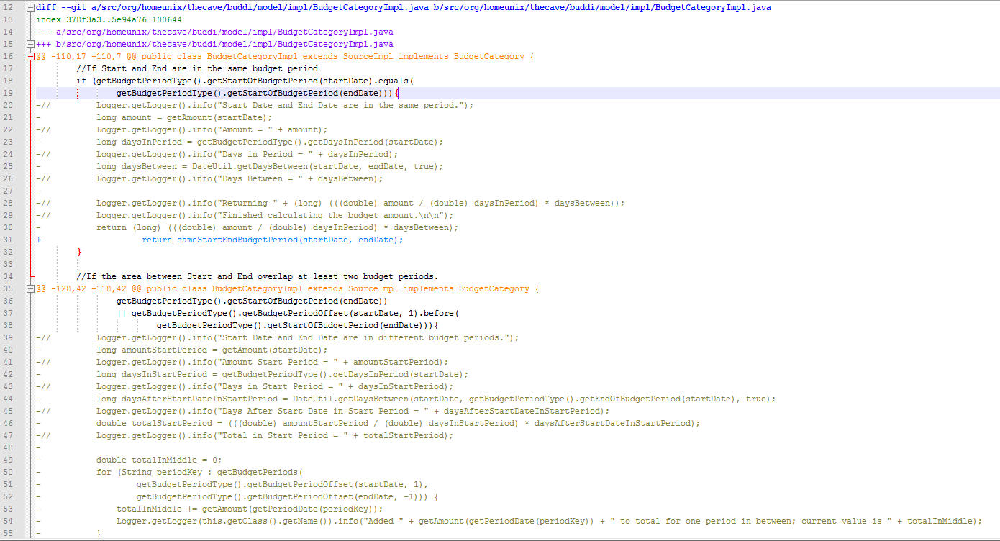 12 diff --git a/src/org/homeunix/thecave/buddi/model/impl/BudgetCategoryImpl.java b/src/org/homeunix/thecave/buddi/model/impl/BudgetCategoryImpl.java
13 index 378f3a3..5e94a76 100644
14 --- a/src/org/homeunix/thecave/buddi/model/impl/BudgetCategoryImpl.java
15 +++ b/src/org/homeunix/thecave/buddi/model/impl/BudgetCategoryImpl.java
16 @@ -110,17 +110,7 @@ public class BudgetCategoryImpl extends SourceImpl implements BudgetCategory {
17         //If Start and End are in the same budget period
18         if (getBudgetPeriodType().getStartOfBudgetPeriod(startDate).equals(
19                 getBudgetPeriodType().getStartOfBudgetPeriod(endDate))){
20 -//         Logger.getLogger().info("Start Date and End Date are in the same period.");
21 -           long amount = getAmount(startDate);
22 -//         Logger.getLogger().info("Amount = " + amount);
23 -           long daysInPeriod = getBudgetPeriodType().getDaysInPeriod(startDate);
24 -//         Logger.getLogger().info("Days in Period = " + daysInPeriod);
25 -           long daysBetween = DateUtil.getDaysBetween(startDate, endDate, true);
26 -//         Logger.getLogger().info("Days Between = " + daysBetween);
27 -
28 -//         Logger.getLogger().info("Returning " + (long) (((double) amount / (double) daysInPeriod) * daysBetween));
29 -//         Logger.getLogger().info("Finished calculating the budget amount.\n\n");
30 -           return (long) (((double) amount / (double) daysInPeriod) * daysBetween);
31 +                    return sameStartEndBudgetPeriod(startDate, endDate);
32         }
33
34         //If the area between Start and End overlap at least two budget periods.
35 @@ -128,42 +118,42 @@ public class BudgetCategoryImpl extends SourceImpl implements BudgetCategory {
36                 getBudgetPeriodType().getStartOfBudgetPeriod(endDate))
37                 || getBudgetPeriodType().getBudgetPeriodOffset(startDate, 1).before(
38                         getBudgetPeriodType().getStartOfBudgetPeriod(endDate))){
39 -//         Logger.getLogger().info("Start Date and End Date are in different budget periods.");
40 -           long amountStartPeriod = getAmount(startDate);
41 -//         Logger.getLogger().info("Amount Start Period = " + amountStartPeriod);
42 -           long daysInStartPeriod = getBudgetPeriodType().getDaysInPeriod(startDate);
43 -//         Logger.getLogger().info("Days in Start Period = " + daysInStartPeriod);
44 -           long daysAfterStartDateInStartPeriod = DateUtil.getDaysBetween(startDate, getBudgetPeriodType().getEndOfBudgetPeriod(startDate), true);
45 -//         Logger.getLogger().info("Days After Start Date in Start Period = " + daysAfterStartDateInStartPeriod);
46 -           double totalStartPeriod = (((double) amountStartPeriod / (double) daysInStartPeriod) * daysAfterStartDateInStartPeriod);
47 -//         Logger.getLogger().info("Total in Start Period = " + totalStartPeriod);
48 -
49 -           double totalInMiddle = 0;
50 -           for (String periodKey : getBudgetPeriods(
51 -                   getBudgetPeriodType().getBudgetPeriodOffset(startDate, 1),
52 -                   getBudgetPeriodType().getBudgetPeriodOffset(endDate, -1))) {
53 -               totalInMiddle += getAmount(getPeriodDate(periodKey));
54 -               Logger.getLogger(this.getClass().getName()).info("Added " + getAmount(getPeriodDate(periodKey)) + " to total for one period in between; current value is " + totalInMiddle);
55 -           }